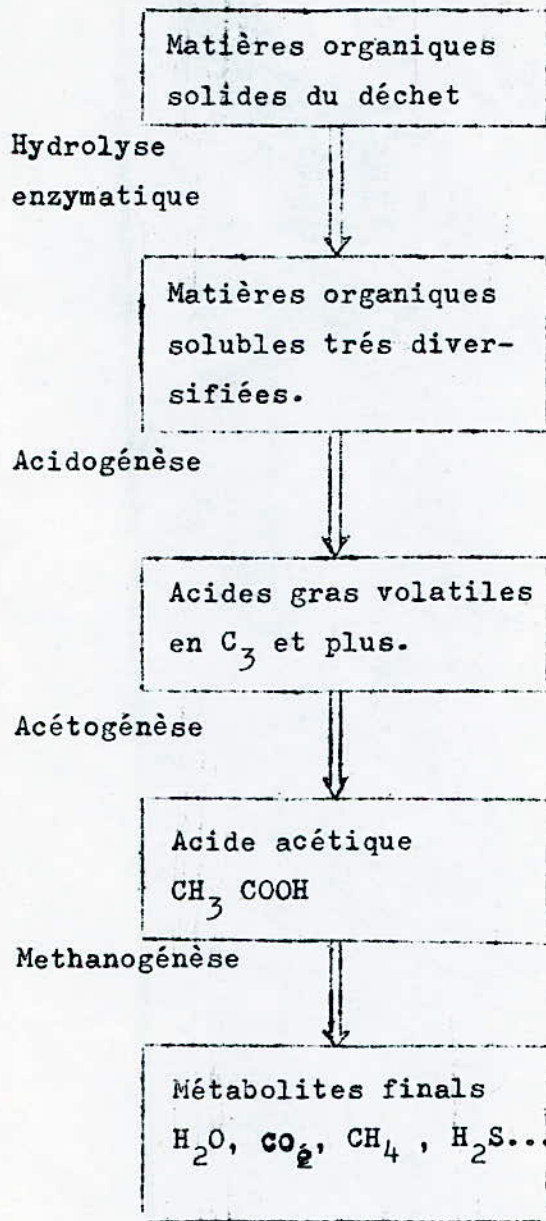 Matières organiques
solides du déchet
Hydrolyse
enzymatique
Matières organiques
solubles trés diver-
sifiées.
Acidogénèse
Acides gras volatiles
en C₃ et plus.
Acétogénèse
Acide acétique
CH₃ COOH
Methanogénèse
Métabolites finals
H₂O, CO₂, CH₄ , H₂S...